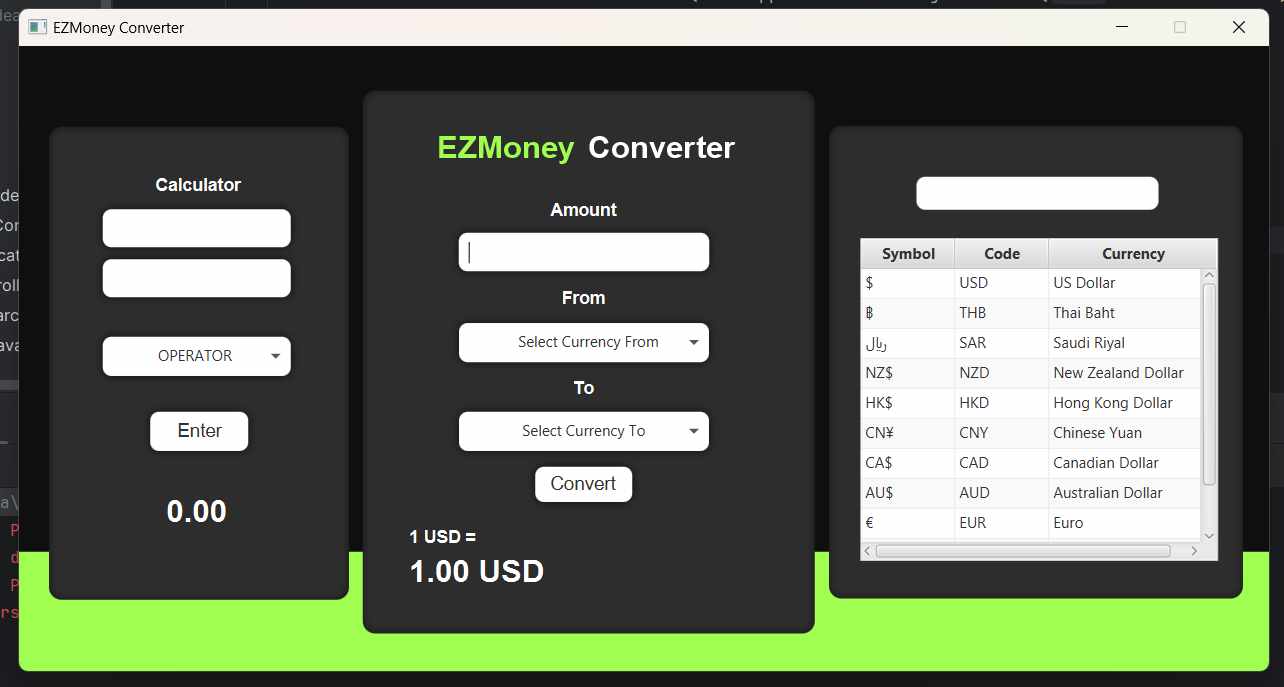 EZMoney Converter
Calculator
OPERATOR
Enter
0.00
EZMoney Converter
Amount
From
Select Currency From
To
Select Currency To
Convert
1 USD =
1.00 USD
Symbol Code Currency
$ USD US Dollar
฿ THB Thai Baht
﷼ SAR Saudi Riyal
NZ$ NZD New Zealand Dollar
HK$ HKD Hong Kong Dollar
CN¥ CNY Chinese Yuan
CA$ CAD Canadian Dollar
AU$ AUD Australian Dollar
€ EUR Euro